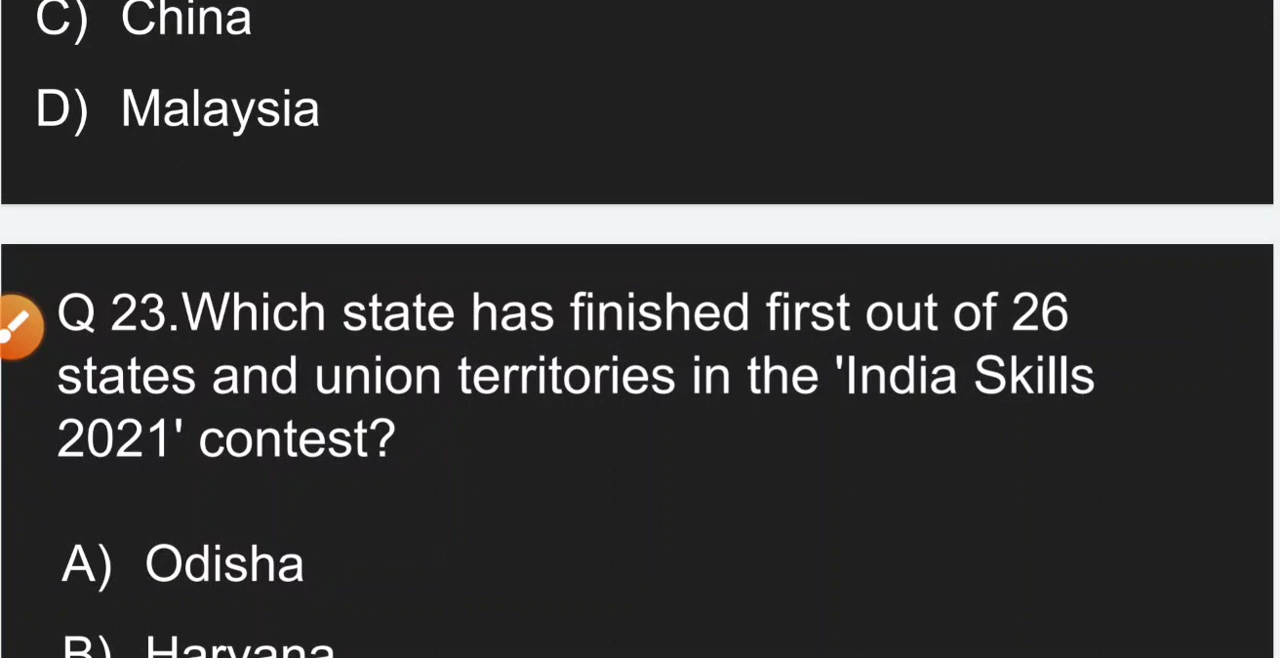 C) China
D) Malaysia
Q 23.Which state has finished first out of 26
states and union territories in the 'India Skills
2021' contest?
A) Odisha
B) Haryana